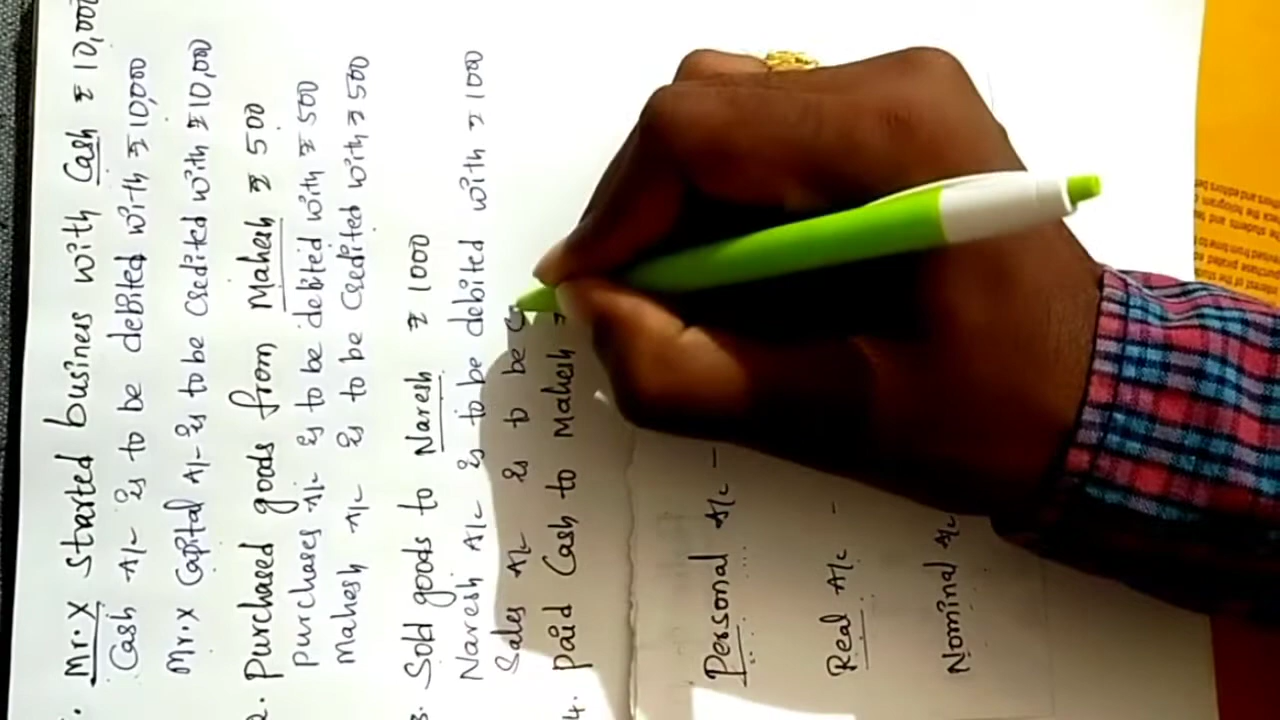 Mr. X Started business with Cash ₹ 10,000
Cash A/c is to be debited with ₹ 10,000
Mr. X Capital A/c is to be Credited with ₹ 10,000
2. Purchased goods from Mahesh ₹ 500
Purchases A/c is to be debited with ₹ 500
Mahesh A/c is to be Credited with ₹ 500
3. Sold goods to Naresh ₹ 1000
Naresh A/c is to be debited with ₹ 1000
Sales A/c is to be C
4. Paid Cash to Mahesh ₹
Personal A/c -
Real A/c -
Nominal A/c